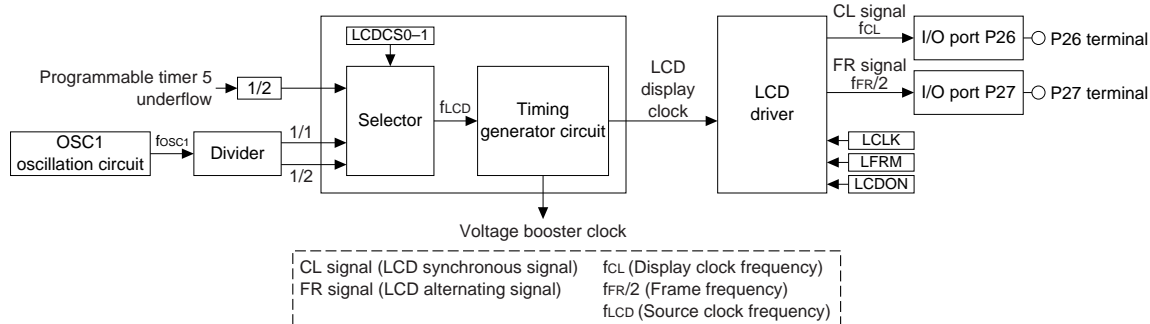 CL signal
fCL
I/O port P26
P26 terminal
LCDCS0–1
Programmable timer 5
underflow
1/2
FR signal
fFR/2
I/O port P27
P27 terminal
Selector
fLCD
Timing
generator circuit
LCD
display
clock
LCD
driver
OSC1
oscillation circuit
fOSC1
Divider
1/1
1/2
LCLK
LFRM
LCDON
Voltage booster clock
CL signal (LCD synchronous signal)
FR signal (LCD alternating signal)
fCL (Display clock frequency)
fFR/2 (Frame frequency)
fLCD (Source clock frequency)